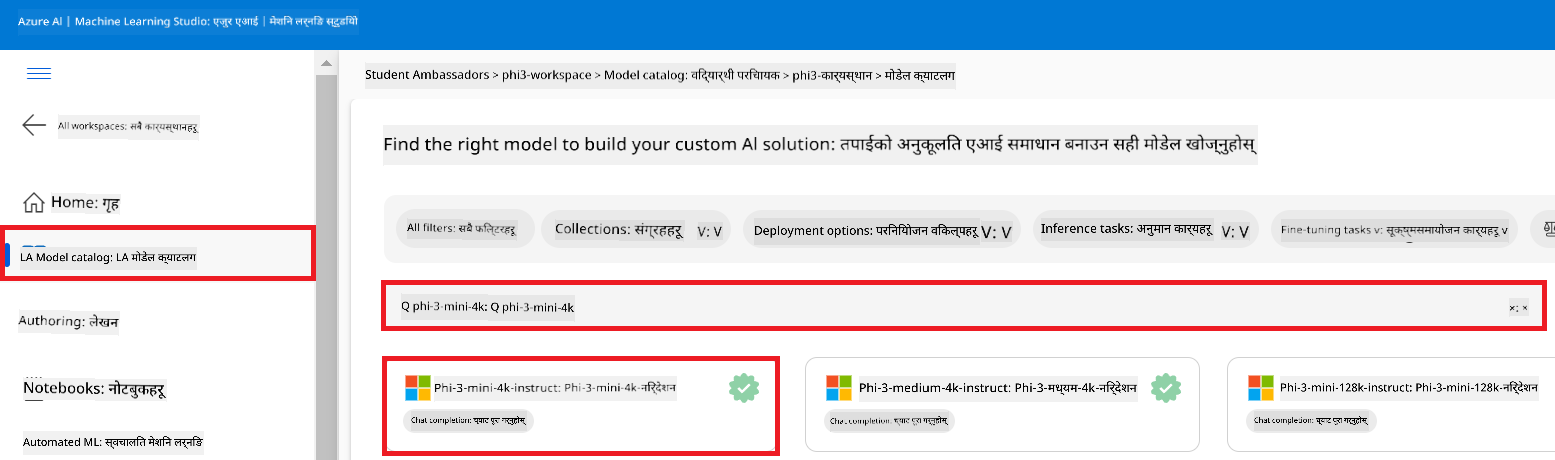 Azure AI | Machine Learning Studio: एजुर एआई | मेशिन लर्निङ स्टुडियो
Student Ambassadors > phi3-workspace > Model catalog: विद्यार्थी परिचायक > phi3-कार्यस्थान > मोडेल क्याटलग
All workspaces: सबै कार्यस्थानहरू
Find the right model to build your custom AI solution: तपाईंको अनुकूलित एआई समाधान बनाउन सही मोडेल खोज्नुहोस्
Home: गृह
All filters: सबै फिल्टरहरू
Collections: संग्रहहरू V: V
Deployment options: परिनियोजन विकल्पहरू V: V
Inference tasks: अनुमान कार्यहरू V: V
Fine-tuning tasks v: सूक्ष्मसमायोजन कार्यहरू v
LA Model catalog: LA मोडेल क्याटलग
Q phi-3-mini-4k: Q phi-3-mini-4k ×: ×
Authoring: लेखन
Notebooks: नोटबुकहरू
Phi-3-mini-4k-instruct: Phi-3-mini-4k-निर्देशन
Chat completion: च्याट पूरा गर्नुहोस्
Phi-3-medium-4k-instruct: Phi-3-मध्यम-4k-निर्देशन
Chat completion: च्याट पूरा गर्नुहोस्
Phi-3-mini-128k-instruct: Phi-3-mini-128k-निर्देशन
Chat completion: च्याट पूरा गर्नुहोस्
Automated ML: स्वचालित मेशिन लर्निङ